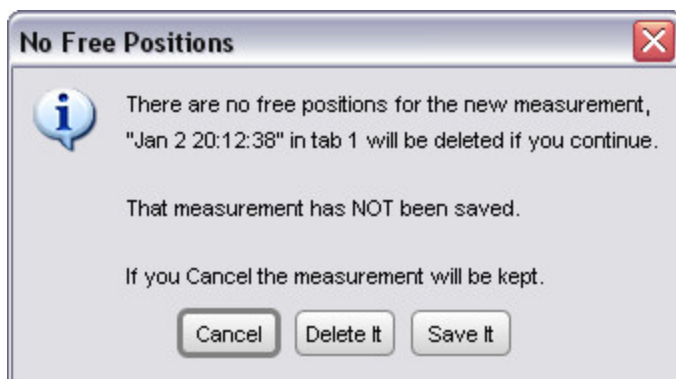 No Free Positions
There are no free positions for the new measurement,
"Jan 2 20:12:38" in tab 1 will be deleted if you continue.
That measurement has NOT been saved.
If you Cancel the measurement will be kept.
Cancel Delete It Save It